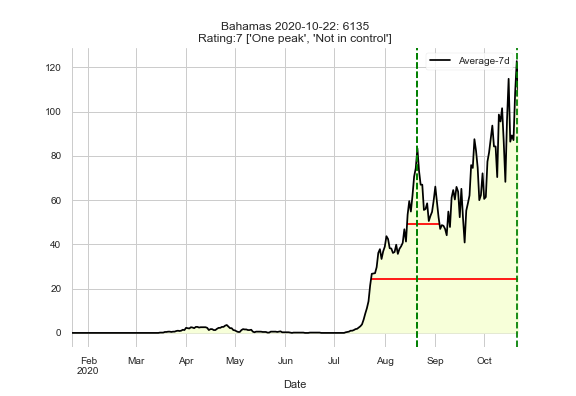 Bahamas 2020-10-22: 6135
Rating:7 ['One peak', 'Not in control']
Average-7d
120
100
80
60
40
20
0
Feb Mar Apr May Jun Jul Aug Sep Oct
2020
Date